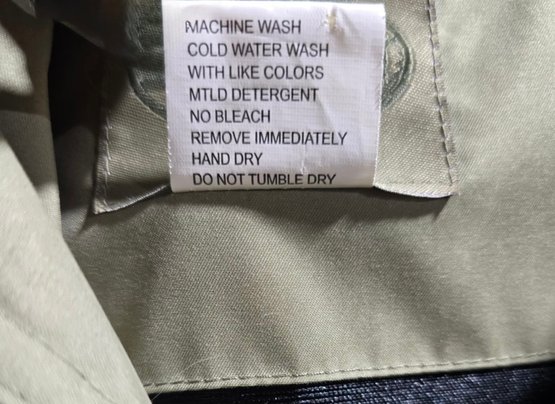 MACHINE WASH
COLD WATER WASH
WITH LIKE COLORS
MTLD DETERGENT
NO BLEACH
REMOVE IMMEDIATELY
HAND DRY
DO NOT TUMBLE DRY